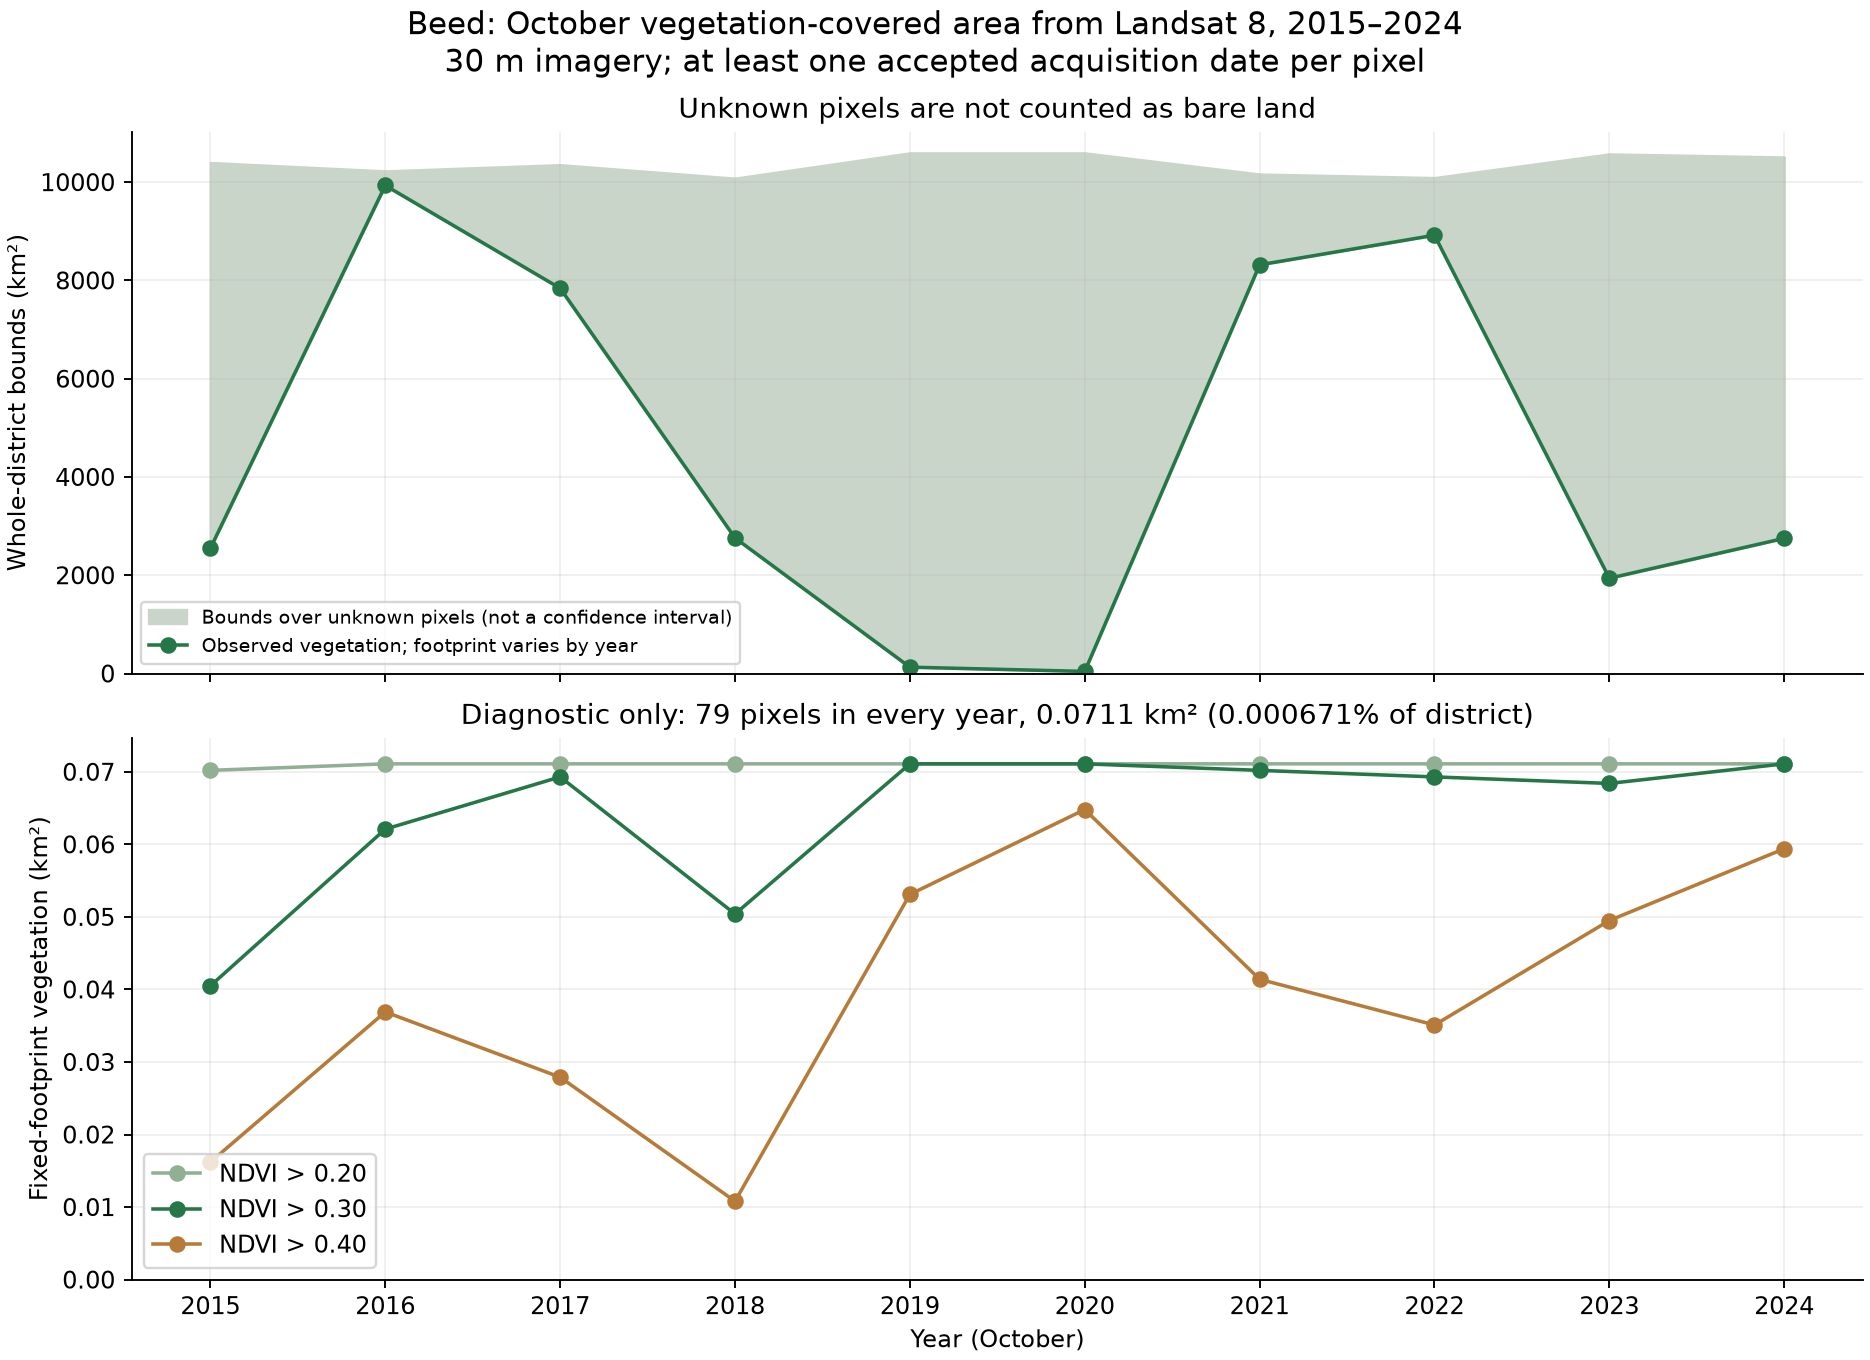 Beed: October vegetation-covered area from Landsat 8, 2015–2024
30 m imagery; at least one accepted acquisition date per pixel
Unknown pixels are not counted as bare land
Whole-district bounds (km²)
10000
8000
6000
4000
2000
0
Bounds over unknown pixels (not a confidence interval)
Observed vegetation; footprint varies by year
Diagnostic only: 79 pixels in every year, 0.0711 km² (0.000671% of district)
Fixed-footprint vegetation (km²)
0.07
0.06
0.05
0.04
0.03
0.02
0.01
0.00
NDVI > 0.20
NDVI > 0.30
NDVI > 0.40
2015 2016 2017 2018 2019 2020 2021 2022 2023 2024
Year (October)